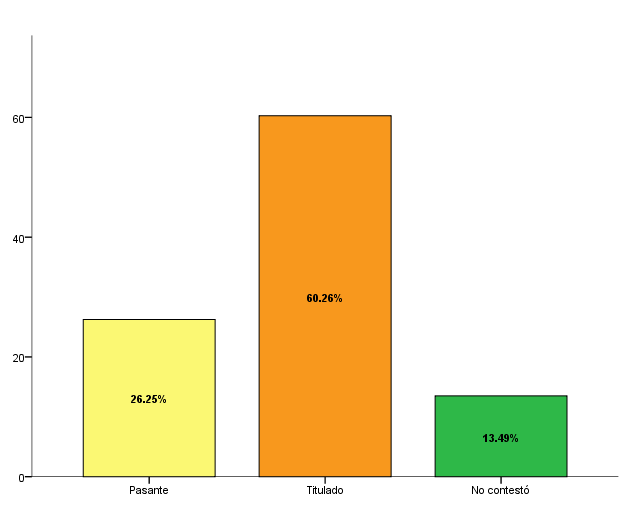 60
40
20
0
60.26%
26.25%
13.49%
Pasante
Titulado
No contestó